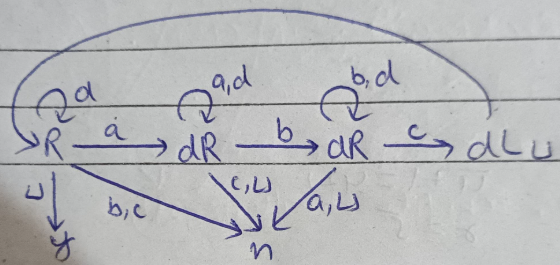 d a,d b,d
R a dR b dR c dL⊔
⊔ b,c c,⊔ a,⊔
y n